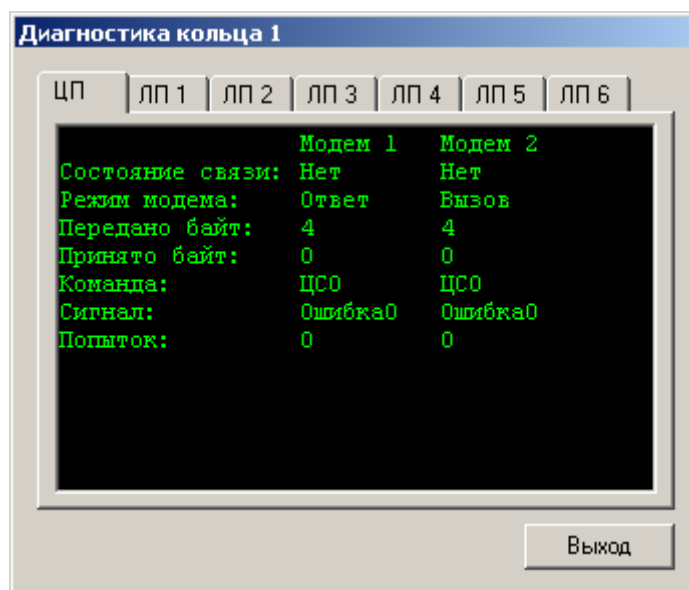 Диагностика кольца 1
ЦП ЛП 1 ЛП 2 ЛП 3 ЛП 4 ЛП 5 ЛП 6
Модем 1 Модем 2
Состояние связи: Нет Нет
Режим модема: Ответ Вызов
Передано байт: 4 4
Принято байт: 0 0
Команда: ЦС0 ЦС0
Сигнал: Ошибка0 Ошибка0
Попыток: 0 0
Выход